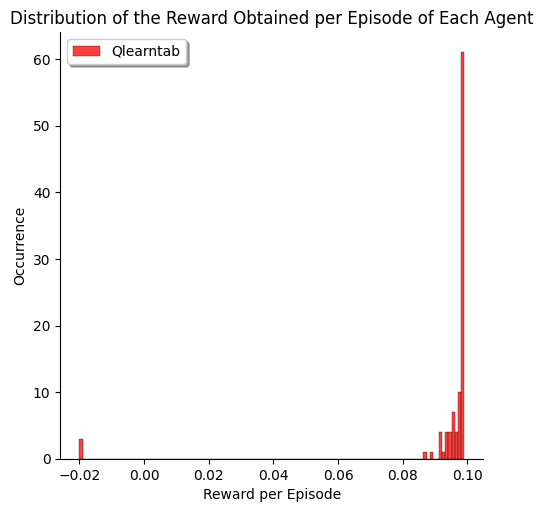 Distribution of the Reward Obtained per Episode of Each Agent
Qlearntab
60
50
40
30
20
10
0
Occurrence
−0.02 0.00 0.02 0.04 0.06 0.08 0.10
Reward per Episode